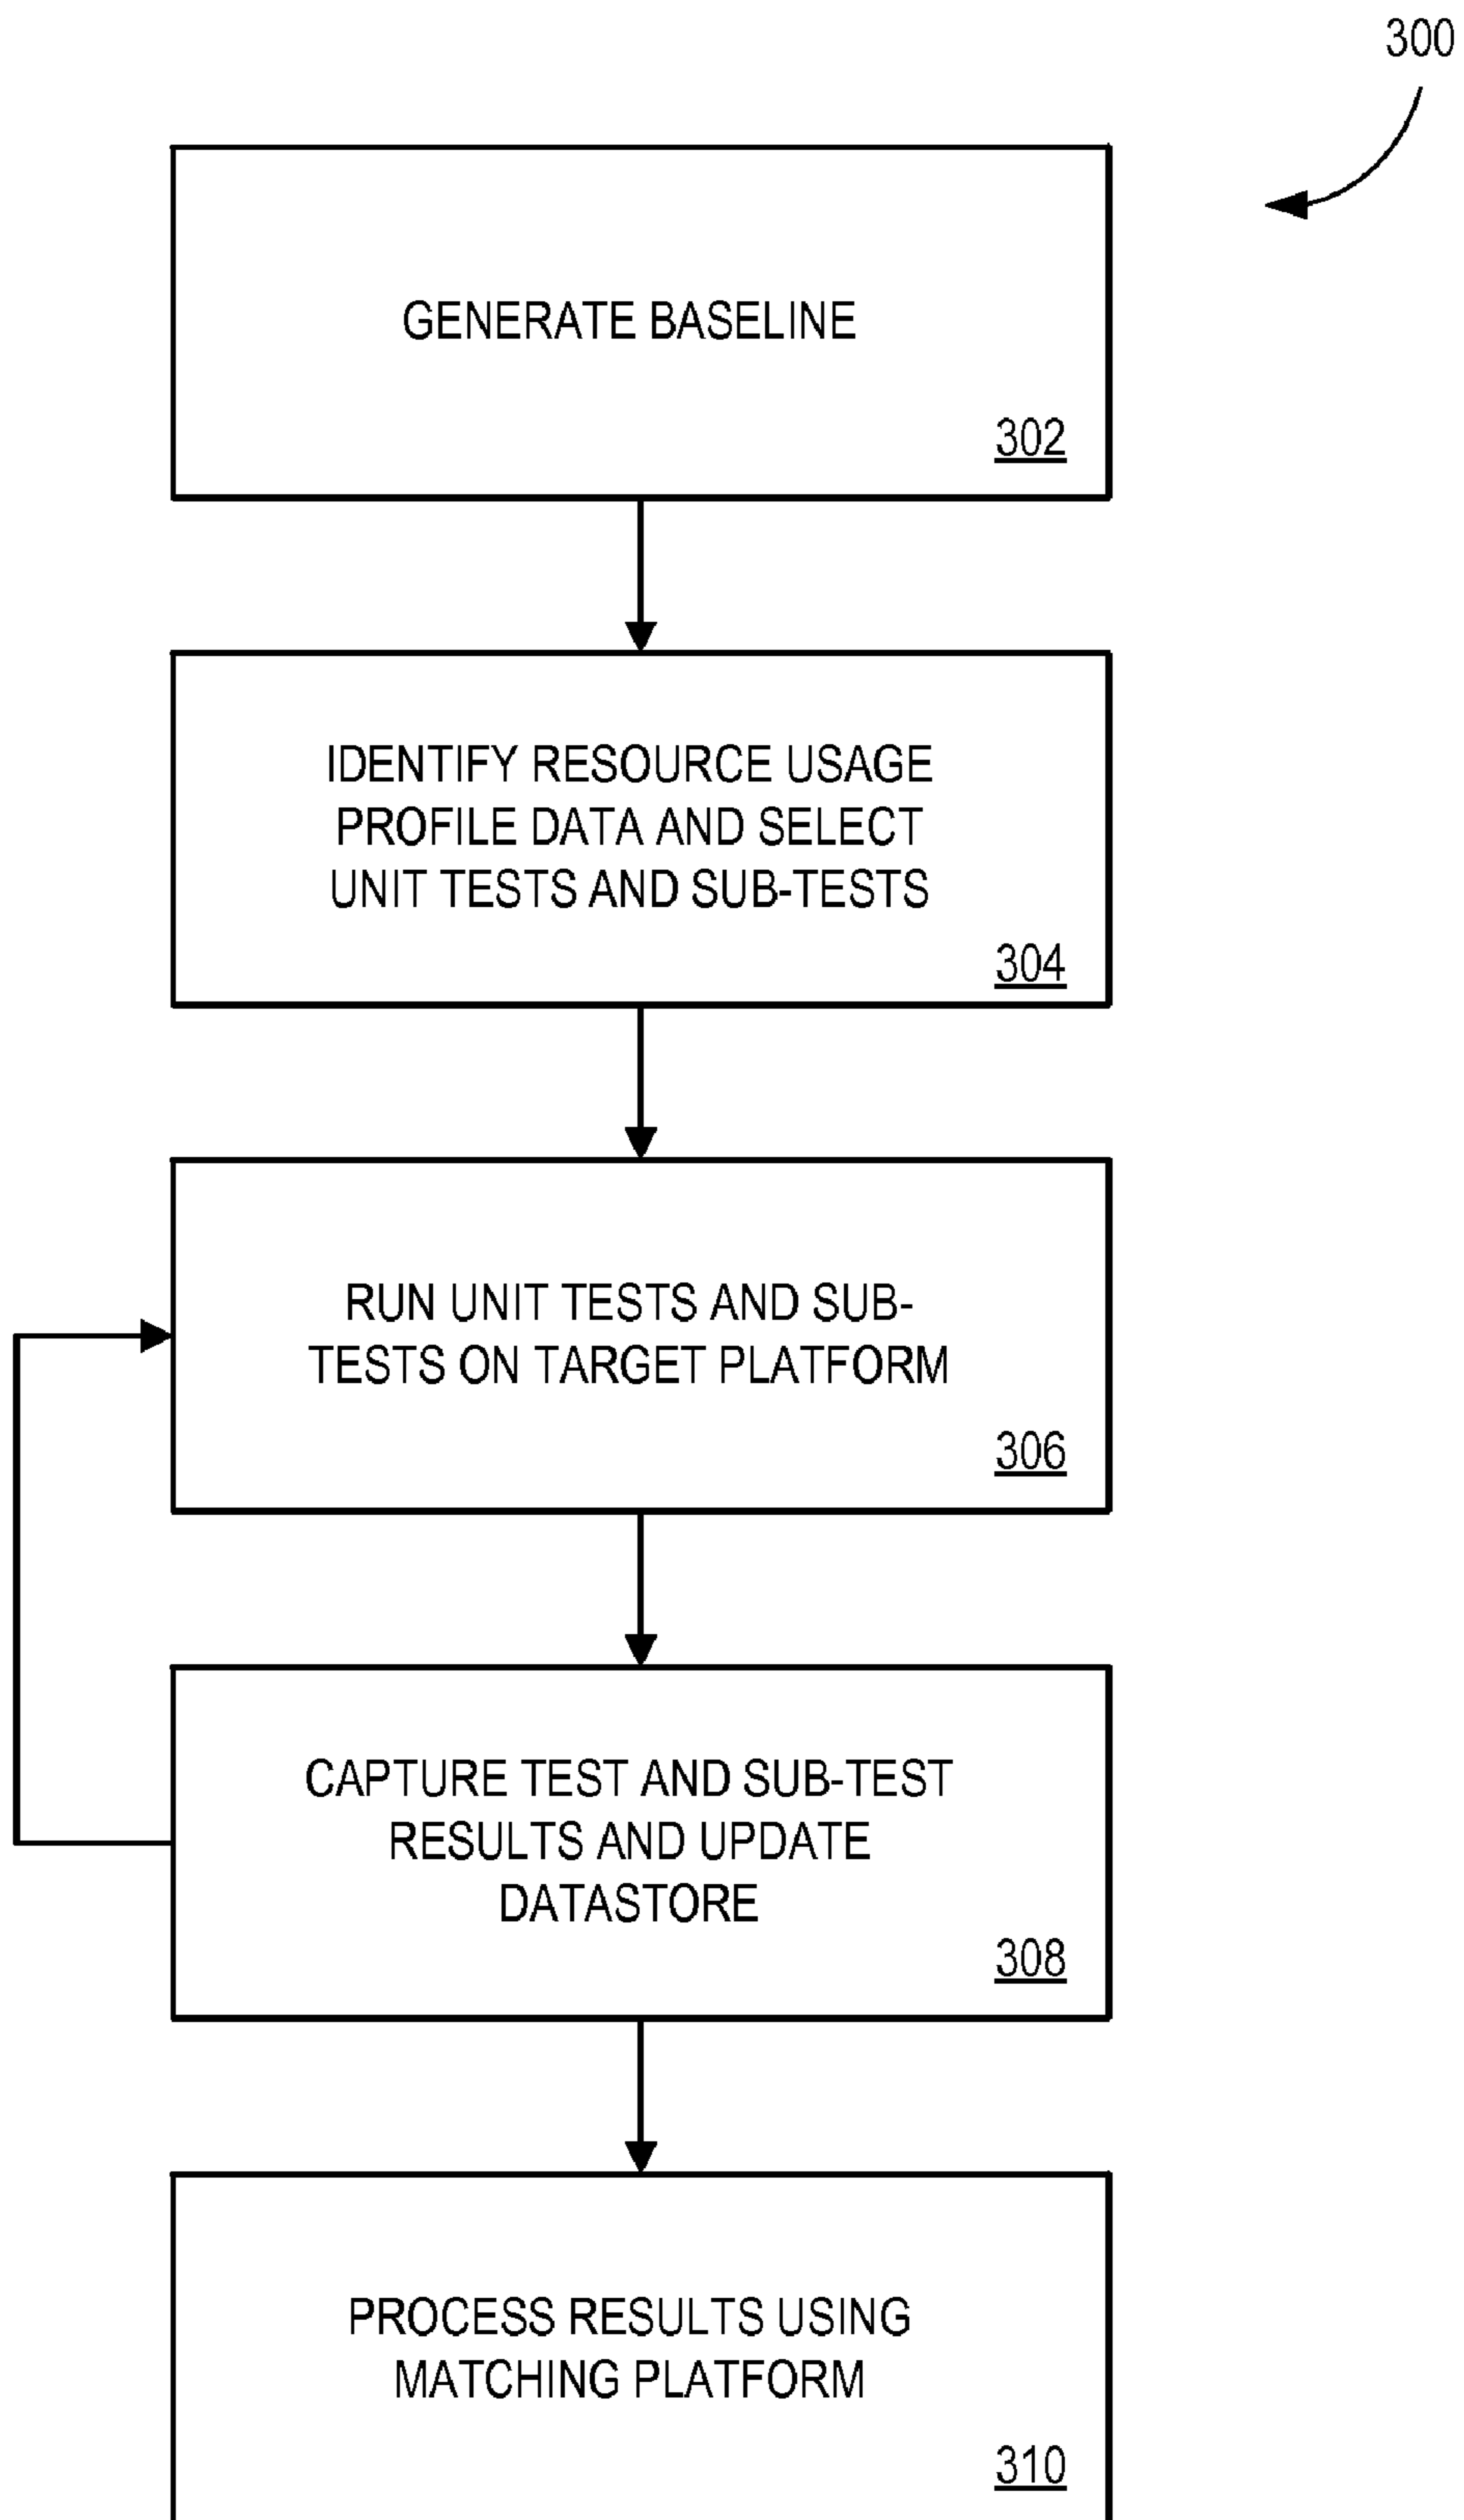 300
GENERATE BASELINE
302
IDENTIFY RESOURCE USAGE
PROFILE DATA AND SELECT
UNIT TESTS AND SUB-TESTS
304
RUN UNIT TESTS AND SUB-
TESTS ON TARGET PLATFORM
306
CAPTURE TEST AND SUB-TEST
RESULTS AND UPDATE
DATASTORE
308
PROCESS RESULTS USING
MATCHING PLATFORM
310